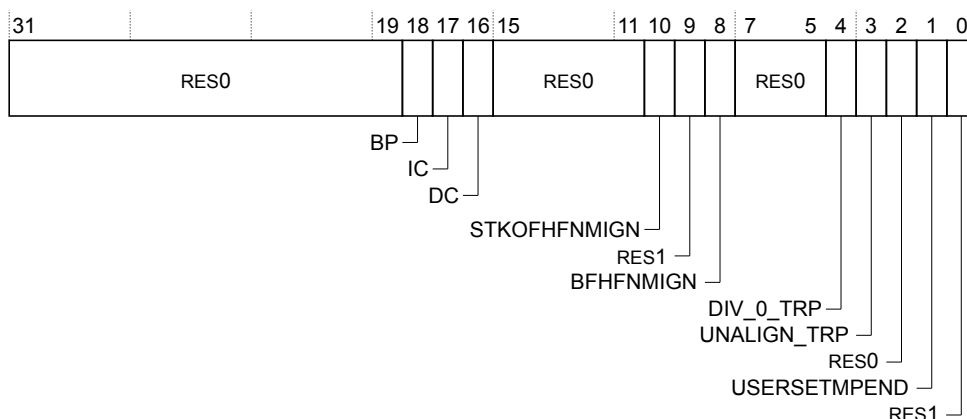 31 19 18 17 16 15 11 10 9 8 7 5 4 3 2 1 0
RES0 RES0 RES0
BP
IC
DC
STKOFHFNMIGN
RES1
BFHFNMIGN
DIV_0_TRP
UNALIGN_TRP
RES0
USERSETMPEND
RES1